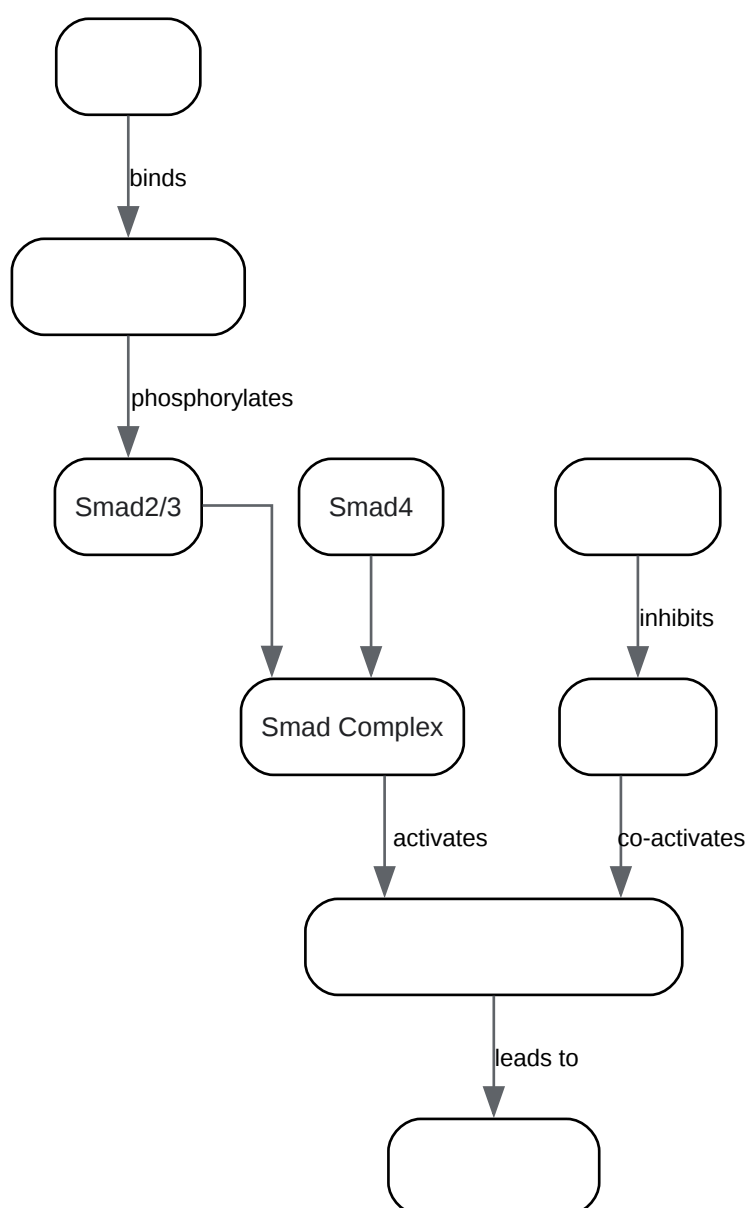 binds
phosphorylates
Smad2/3
Smad4
inhibits
Smad Complex
activates
co-activates
leads to